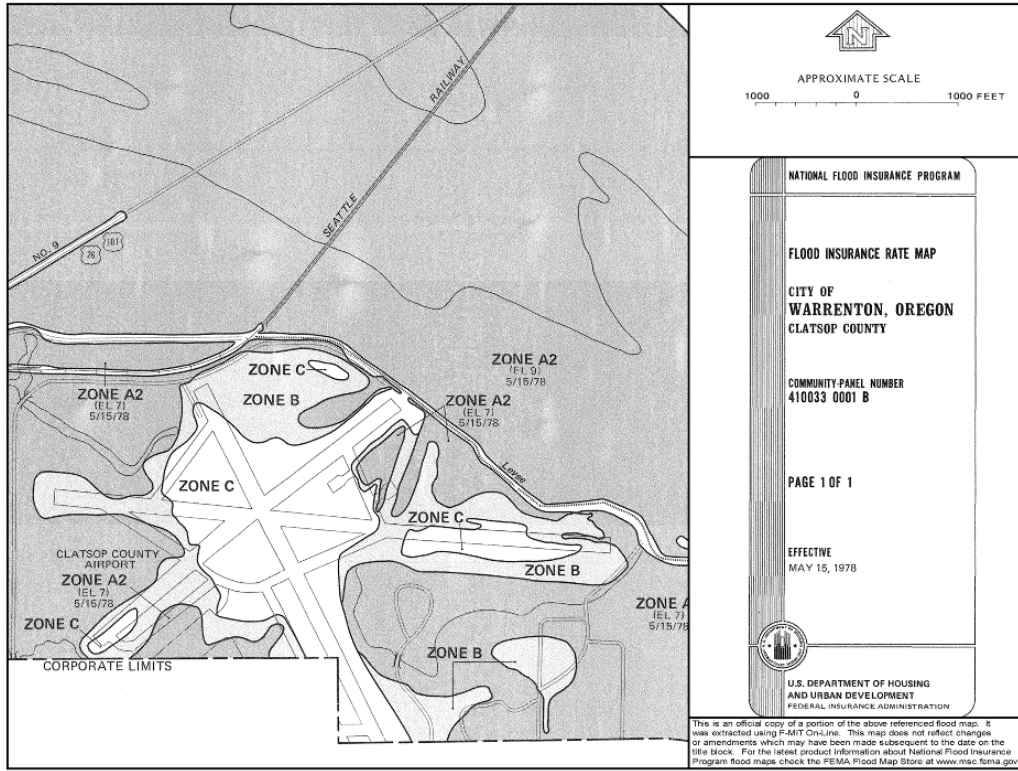 RAILWAY
SEATTLE
NO. 9
26
101
ZONE A2
(EL 9)
5/15/78
ZONE C
ZONE B
ZONE A2
(EL 7)
5/15/78
ZONE A2
(EL 7)
5/15/78
Levee
ZONE C
ZONE C
CLATSOP COUNTY
AIRPORT
ZONE A2
(EL 7)
5/15/78
ZONE B
ZONE A
(EL 7)
5/15/78
ZONE C
ZONE B
CORPORATE LIMITS
N
APPROXIMATE SCALE
1000 0 1000 FEET
NATIONAL FLOOD INSURANCE PROGRAM
FLOOD INSURANCE RATE MAP
CITY OF
WARRENTON, OREGON
CLATSOP COUNTY
COMMUNITY-PANEL NUMBER
410033 0001 B
PAGE 1 OF 1
EFFECTIVE
MAY 15, 1978
U.S. DEPARTMENT OF HOUSING
AND URBAN DEVELOPMENT
FEDERAL INSURANCE ADMINISTRATION
This is an official copy of a portion of the above referenced flood map. It
was extracted using F-MIT On-Line. This map does not reflect changes
or amendments which may have been made subsequent to the date on the
title block. For the latest product information about National Flood Insurance
Program flood maps check the FEMA Flood Map Store at www.msc.fema.gov